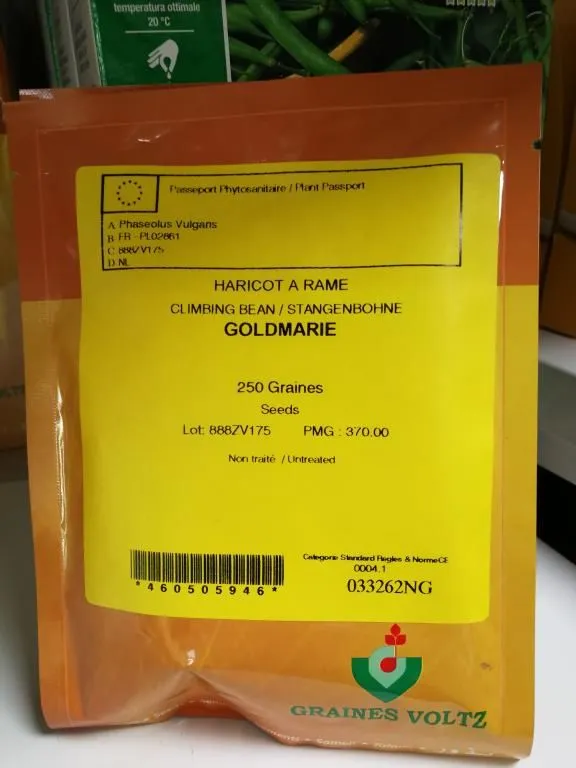 temperatura ottimale
20 °C
Passeport Phytosanitaire / Plant Passport
A Phaseolus Vulgaris
B FR - PL02861
C 888ZV175
D NL
HARICOT A RAME
CLIMBING BEAN / STANGENBOHNE
GOLDMARIE
250 Graines
Seeds
Lot: 888ZV175 PMG : 370.00
Non traité / Untreated
Categorie Standard Regles & NormeCE
0004.1
*460505946*
033262NG
GRAINES VOLTZ